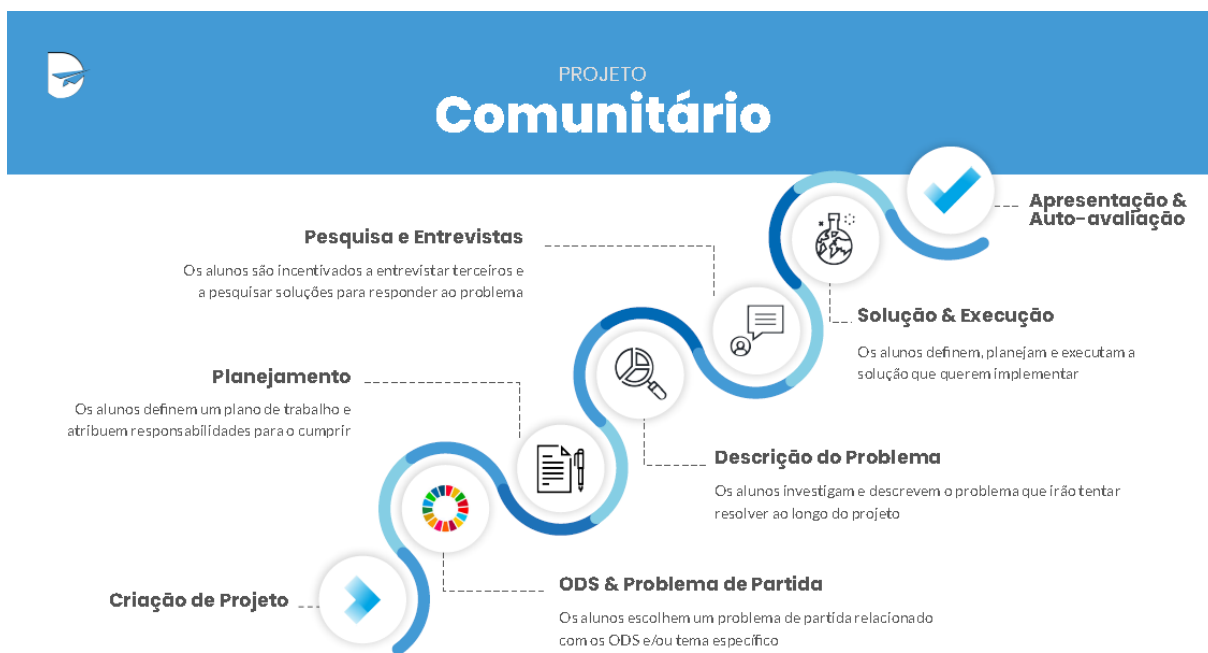 PROJETO
Comunitário
Apresentação &
Auto-avaliação
Pesquisa e Entrevistas
Os alunos são incentivados a entrevistar terceiros e
a pesquisar soluções para responder ao problema
Solução & Execução
Os alunos definem, planejam e executam a
solução que querem implementar
Planejamento
Os alunos definem um plano de trabalho e
atribuem responsabilidades para o cumprir
Descrição do Problema
Os alunos investigam e descrevem o problema que irão tentar
resolver ao longo do projeto
ODS & Problema de Partida
Os alunos escolhem um problema de partida relacionado
com os ODS e/ou tema específico
Criação de Projeto